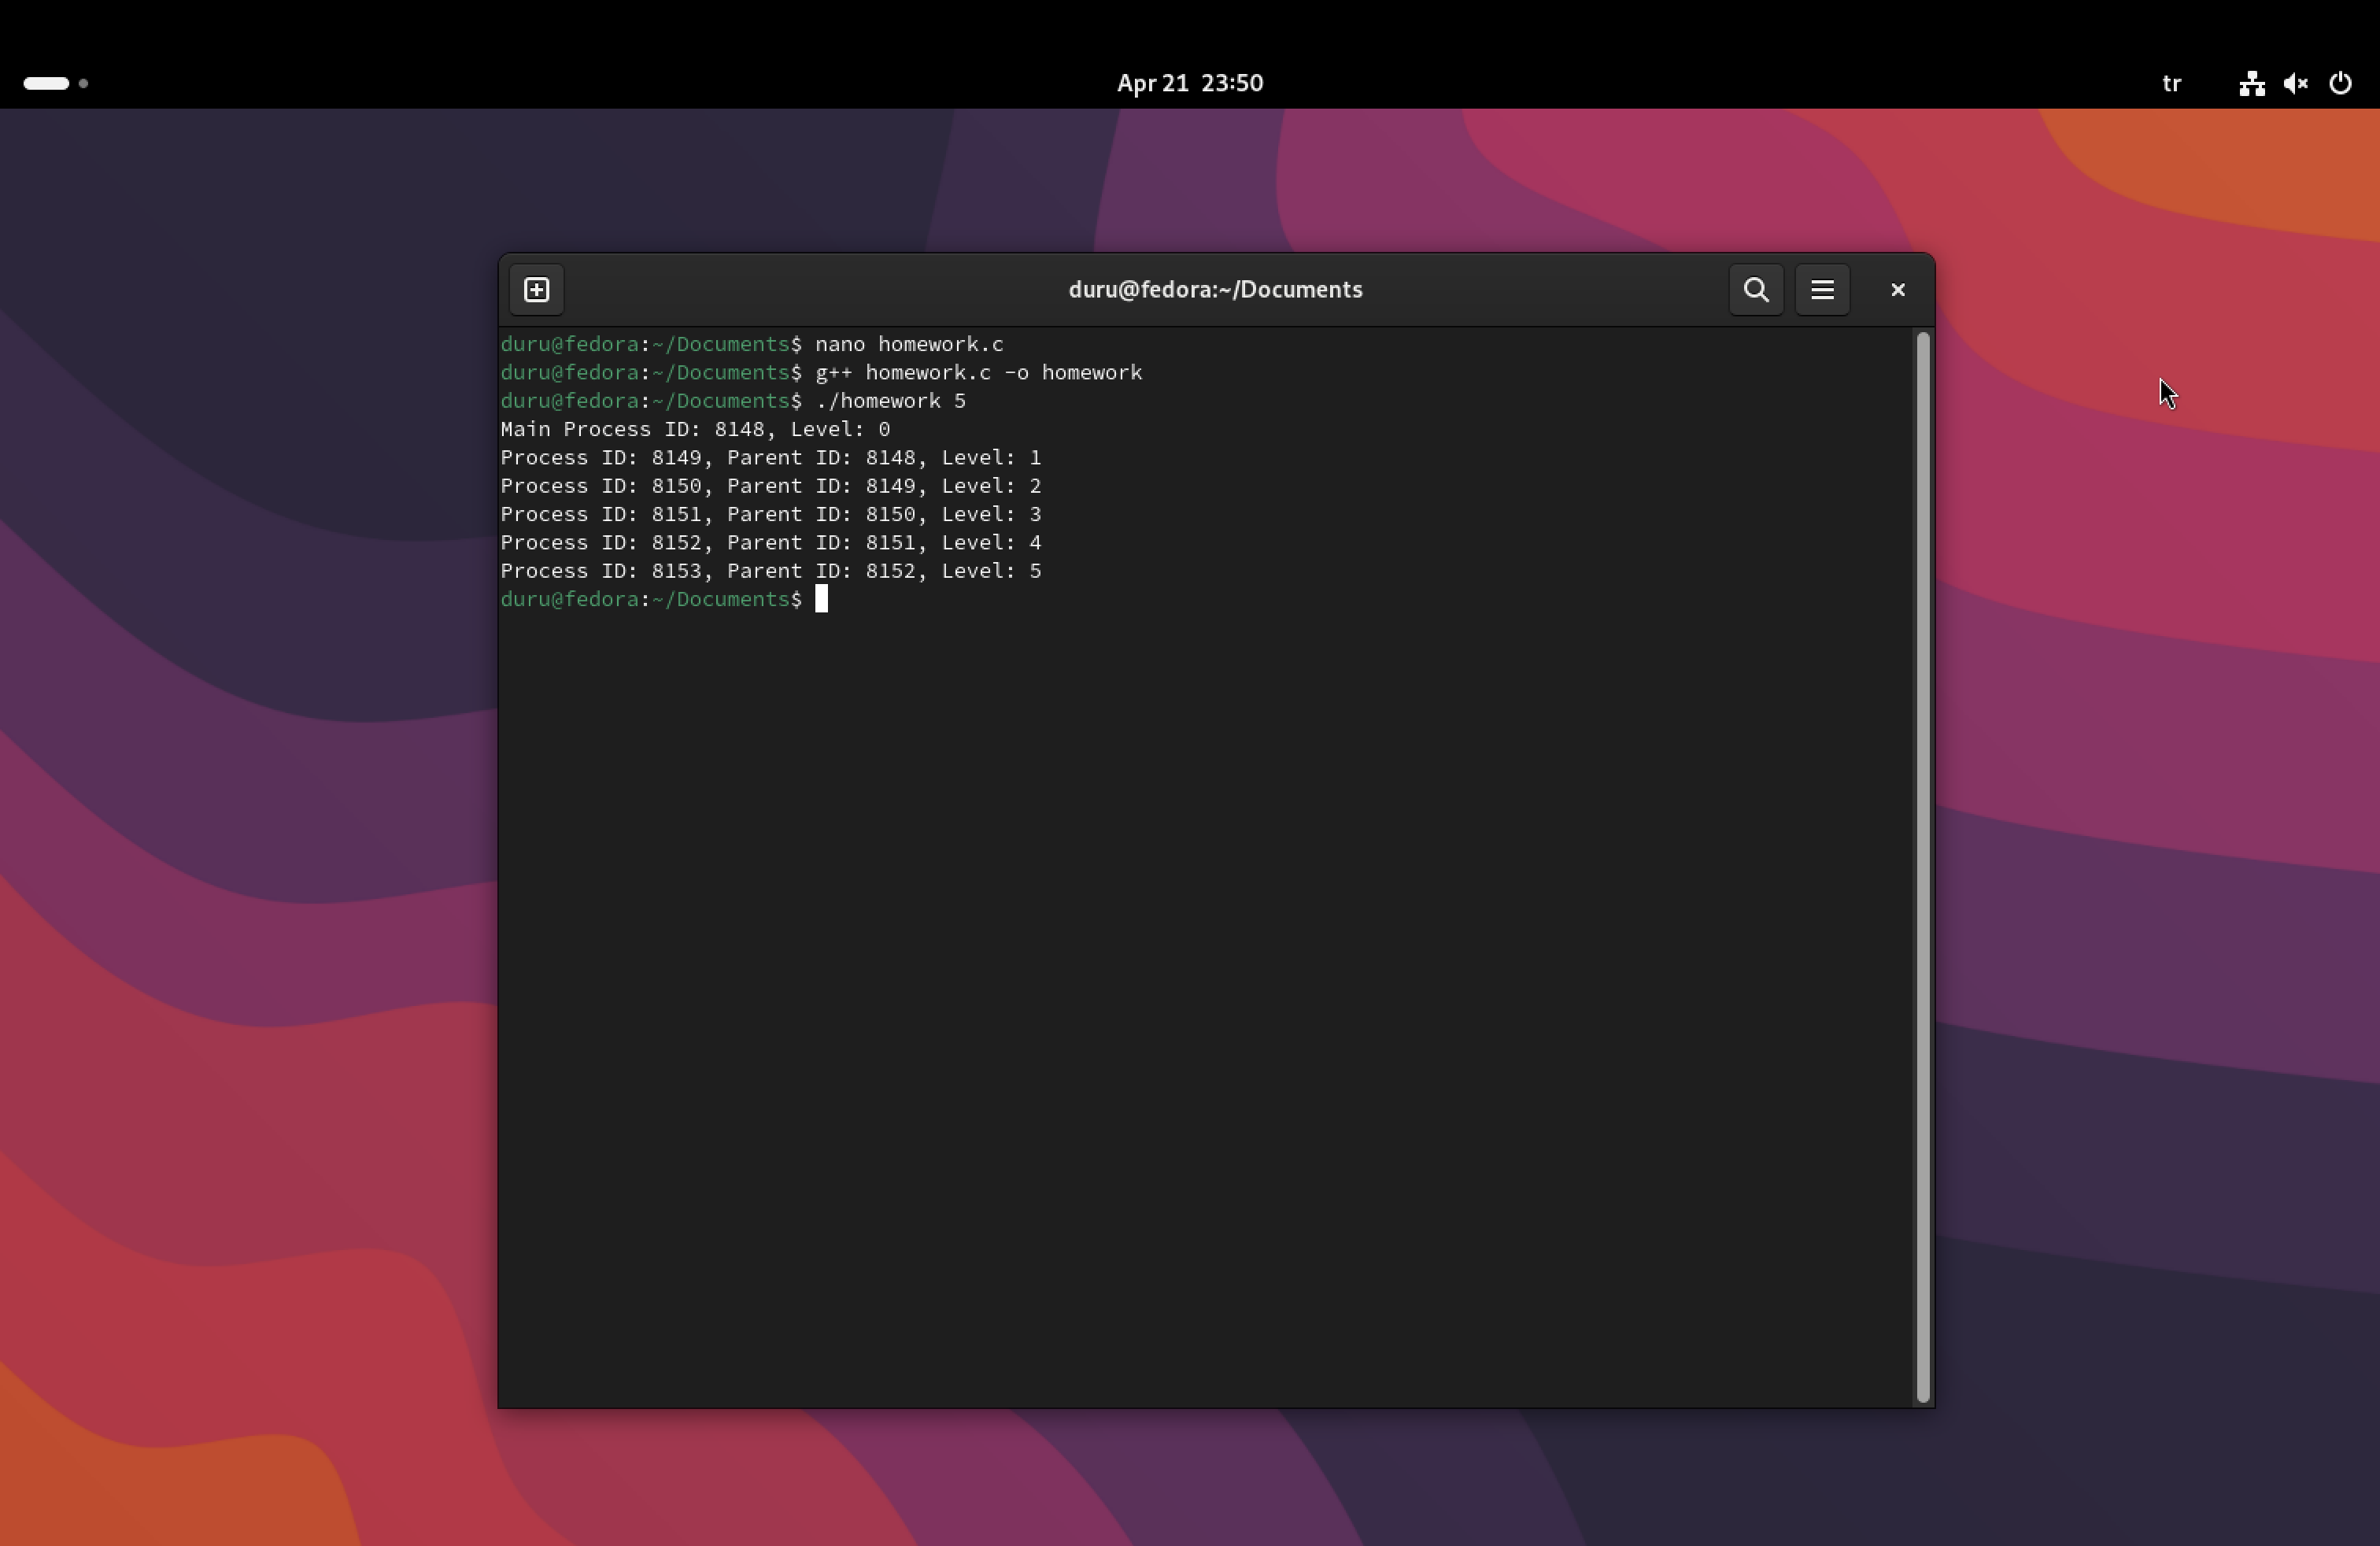 Apr 21 23:50
tr
duru@fedora:~/Documents
duru@fedora:~/Documents$ nano homework.c
duru@fedora:~/Documents$ g++ homework.c -o homework
duru@fedora:~/Documents$ ./homework 5
Main Process ID: 8148, Level: 0
Process ID: 8149, Parent ID: 8148, Level: 1
Process ID: 8150, Parent ID: 8149, Level: 2
Process ID: 8151, Parent ID: 8150, Level: 3
Process ID: 8152, Parent ID: 8151, Level: 4
Process ID: 8153, Parent ID: 8152, Level: 5
duru@fedora:~/Documents$